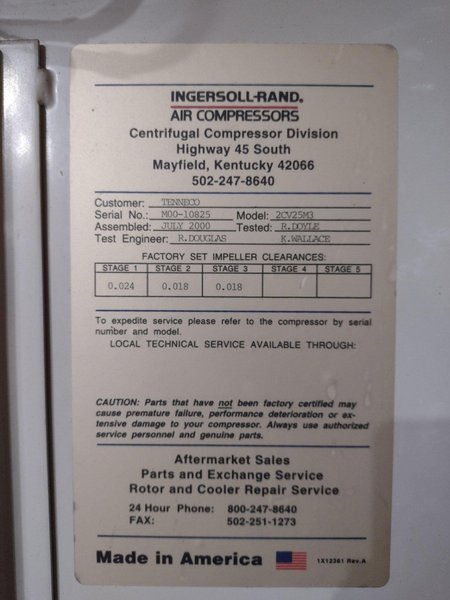 INGERSOLL-RAND®
AIR COMPRESSORS
Centrifugal Compressor Division
Highway 45 South
Mayfield, Kentucky 42066
502-247-8640
Customer: TENNECO
Serial No.: M00-10825 Model: 2CV25M3
Assembled: JULY 2000 Tested: R.DOYLE
Test Engineer: R.DOUGLAS K.WALLACE
FACTORY SET IMPELLER CLEARANCES:
STAGE 1 STAGE 2 STAGE 3 STAGE 4 STAGE 5
0.024 0.018 0.018
To expedite service please refer to the compressor by serial
number and model.
LOCAL TECHNICAL SERVICE AVAILABLE THROUGH:
CAUTION: Parts that have not been factory certified may
cause premature failure, performance deterioration or ex-
tensive damage to your compressor. Always use authorized
service personnel and genuine parts.
Aftermarket Sales
Parts and Exchange Service
Rotor and Cooler Repair Service
24 Hour Phone: 800-247-8640
FAX: 502-251-1273
Made in America 1X12361 Rev.A